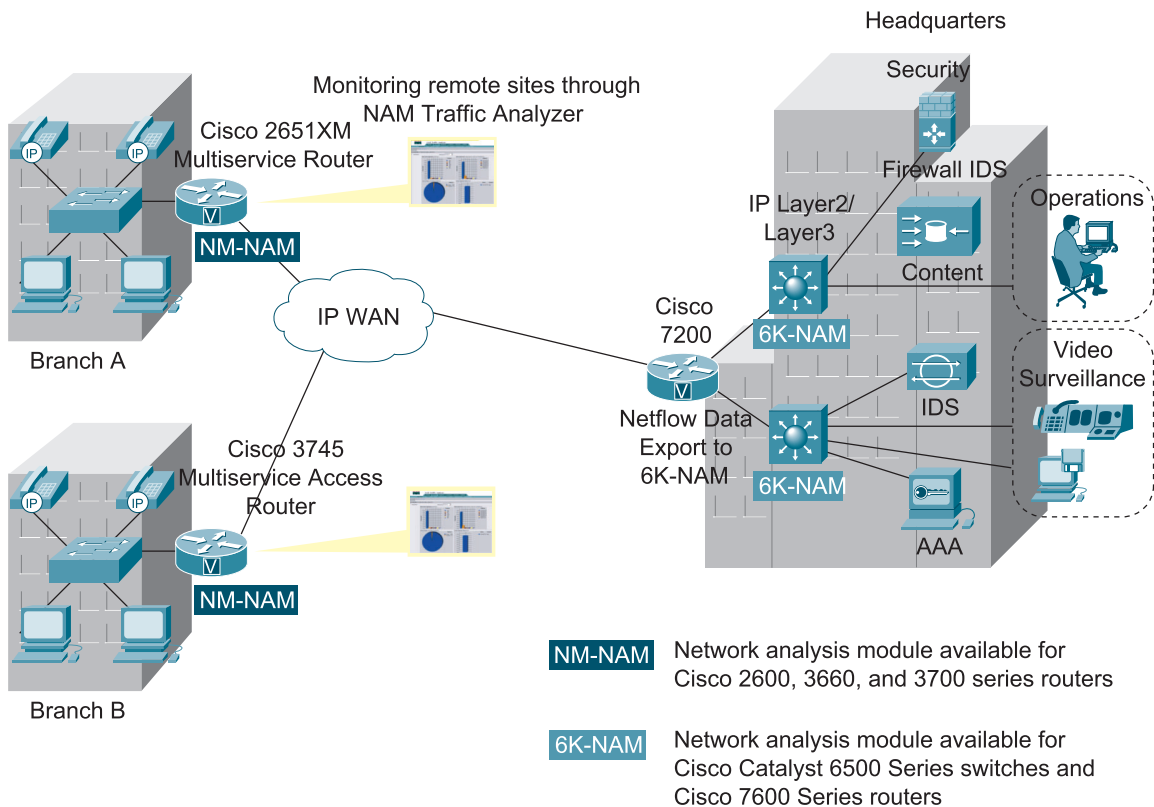 Headquarters
Security
Monitoring remote sites through
NAM Traffic Analyzer
Cisco 2651XM
Multiservice Router
IP
IP
V
NM-NAM
Branch A
IP WAN
Firewall IDS
IP Layer2/
Layer3
Operations
Content
Cisco
7200
6K-NAM
V
Video
Surveillance
IDS
Netflow Data
Export to
6K-NAM
6K-NAM
AAA
Cisco 3745
Multiservice Access
Router
IP
IP
V
NM-NAM
Branch B
NM-NAM
Network analysis module available for
Cisco 2600, 3660, and 3700 series routers
6K-NAM
Network analysis module available for
Cisco Catalyst 6500 Series switches and
Cisco 7600 Series routers